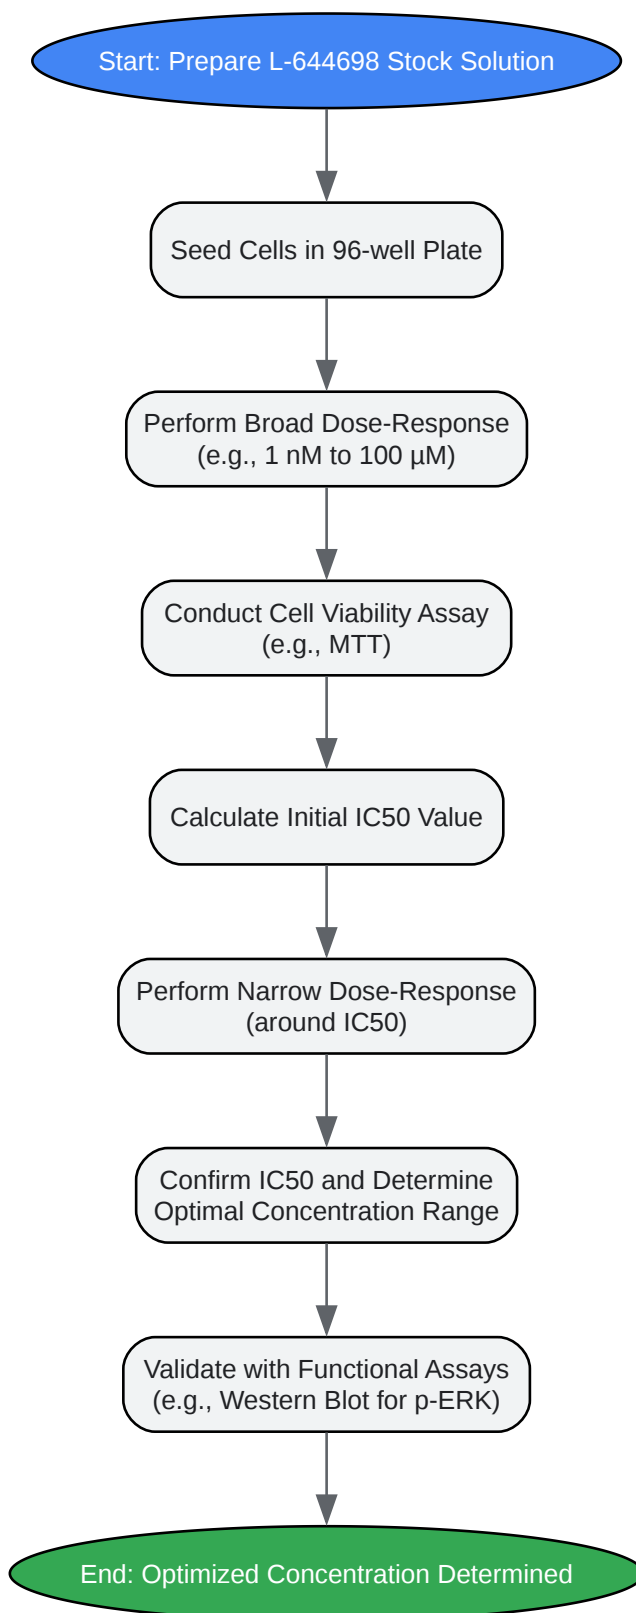 Start: Prepare L-644698 Stock Solution
Seed Cells in 96-well Plate
Perform Broad Dose-Response
(e.g., 1 nM to 100 µM)
Conduct Cell Viability Assay
(e.g., MTT)
Calculate Initial IC50 Value
Perform Narrow Dose-Response
(around IC50)
Confirm IC50 and Determine
Optimal Concentration Range
Validate with Functional Assays
(e.g., Western Blot for p-ERK)
End: Optimized Concentration Determined